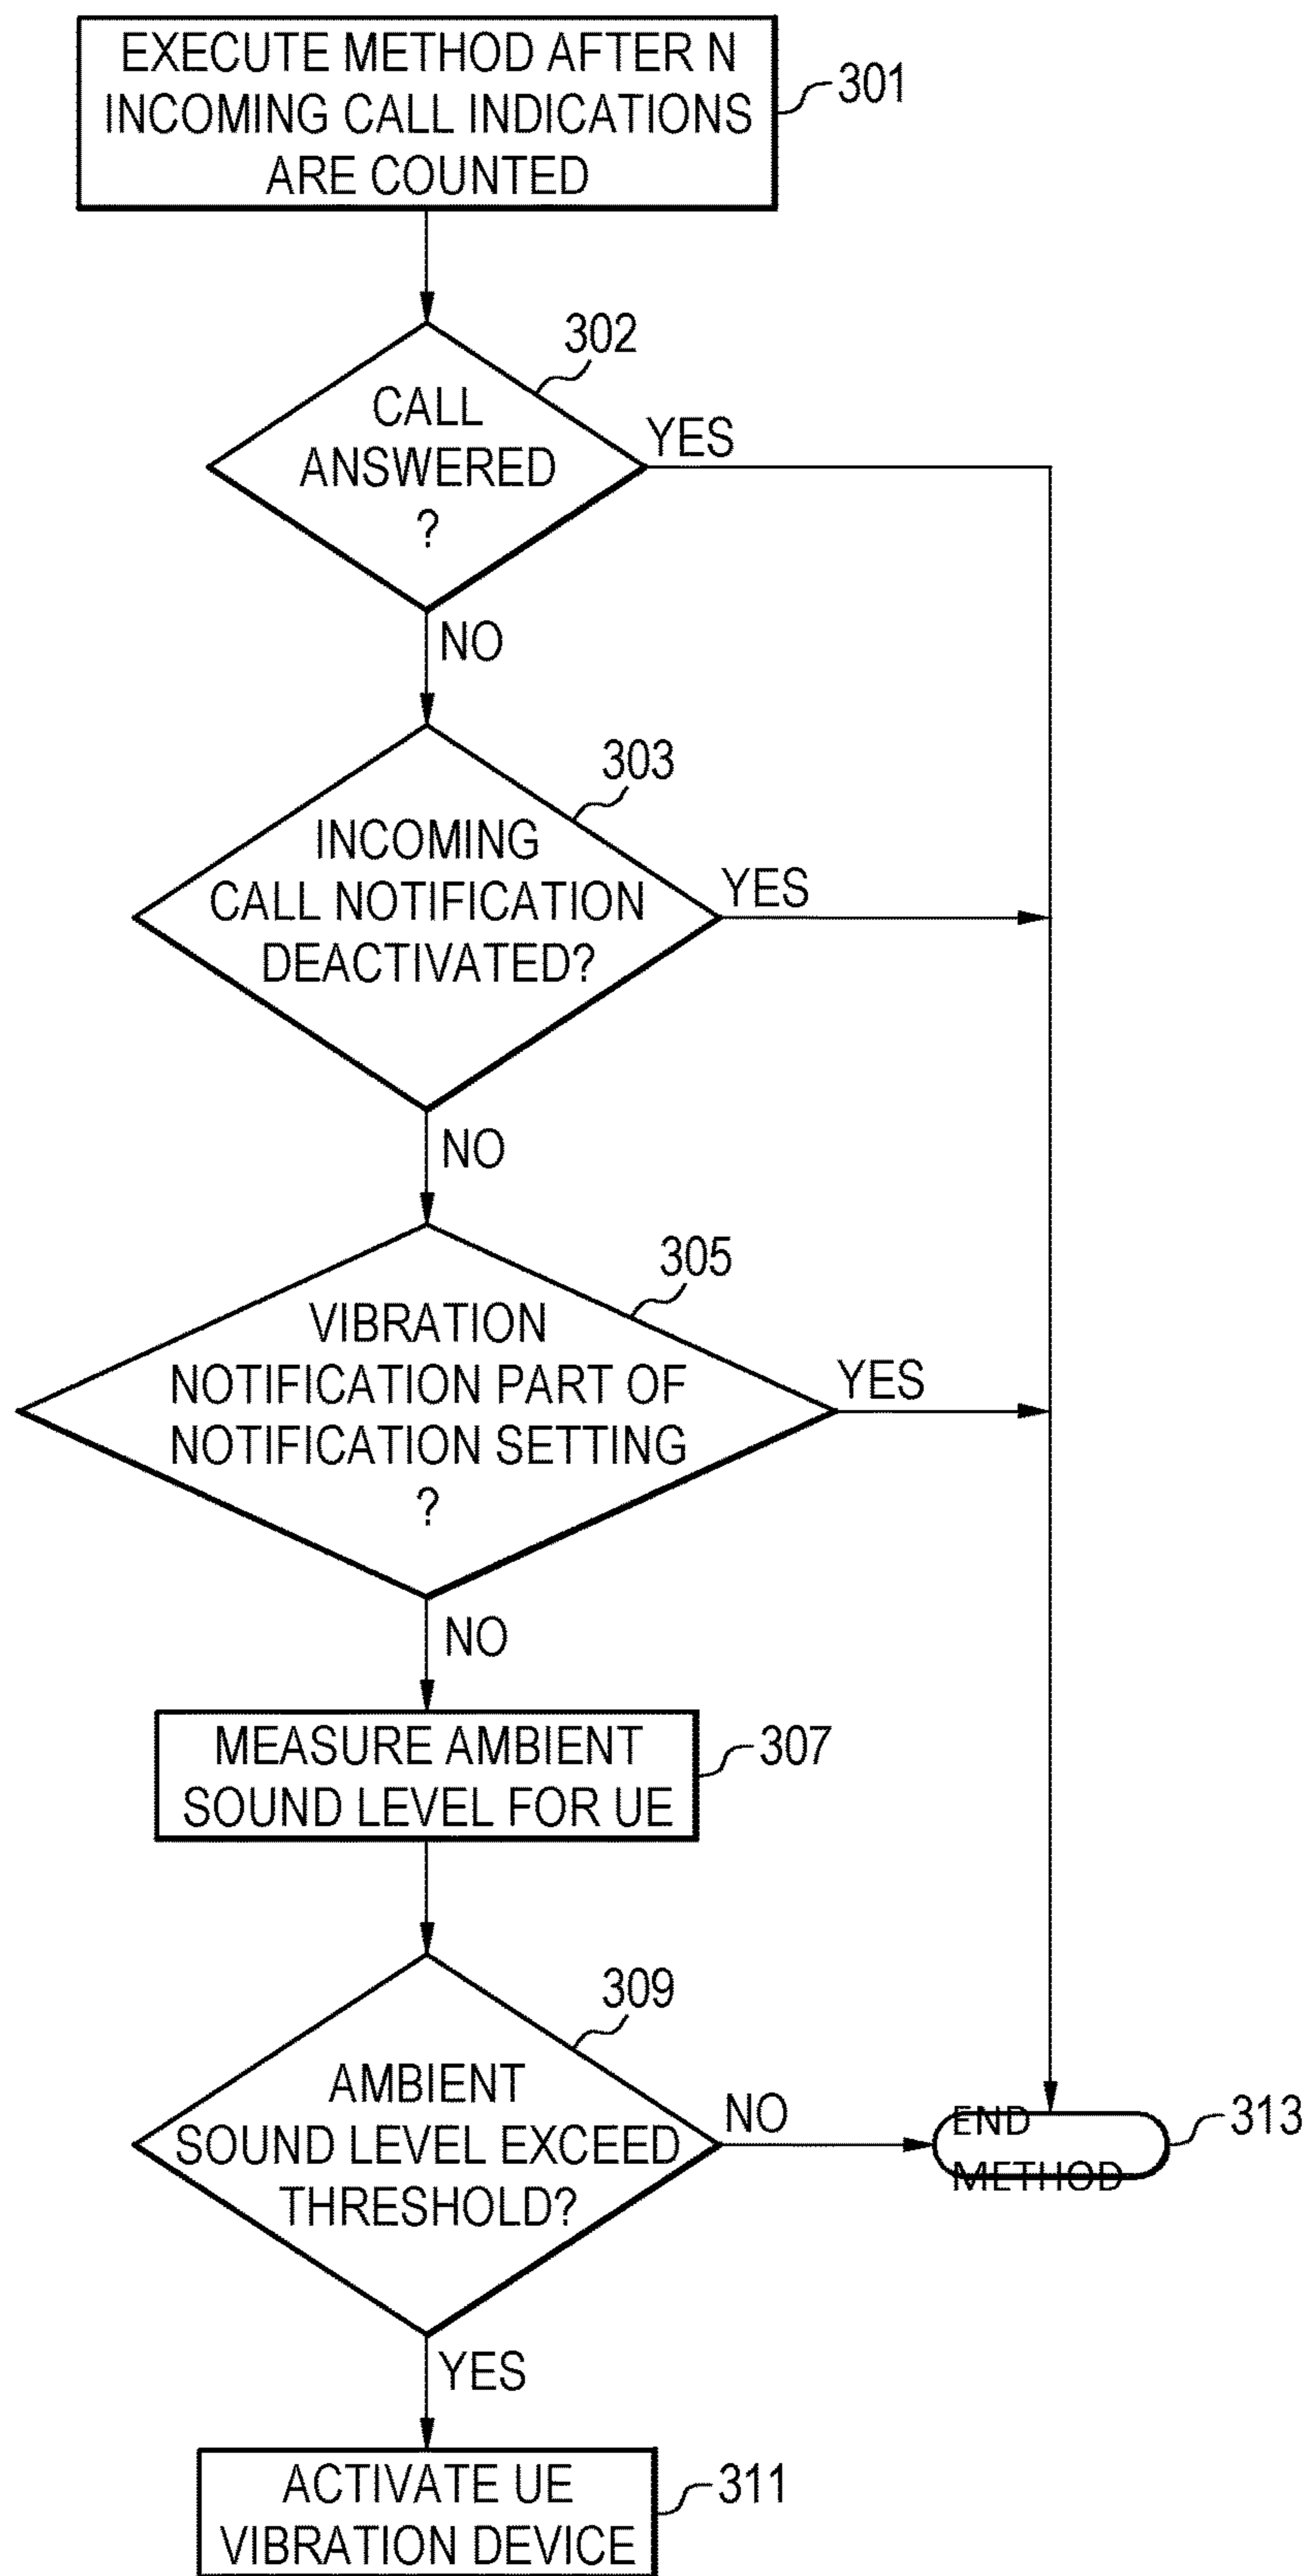 EXECUTE METHOD AFTER N
INCOMING CALL INDICATIONS
ARE COUNTED
301
302
CALL
ANSWERED
?
YES
NO
303
INCOMING
CALL NOTIFICATION
DEACTIVATED?
YES
NO
305
VIBRATION
NOTIFICATION PART OF
NOTIFICATION SETTING
?
YES
NO
MEASURE AMBIENT
SOUND LEVEL FOR UE
307
309
AMBIENT
SOUND LEVEL EXCEED
THRESHOLD?
NO
END
METHOD
313
YES
ACTIVATE UE
VIBRATION DEVICE
311